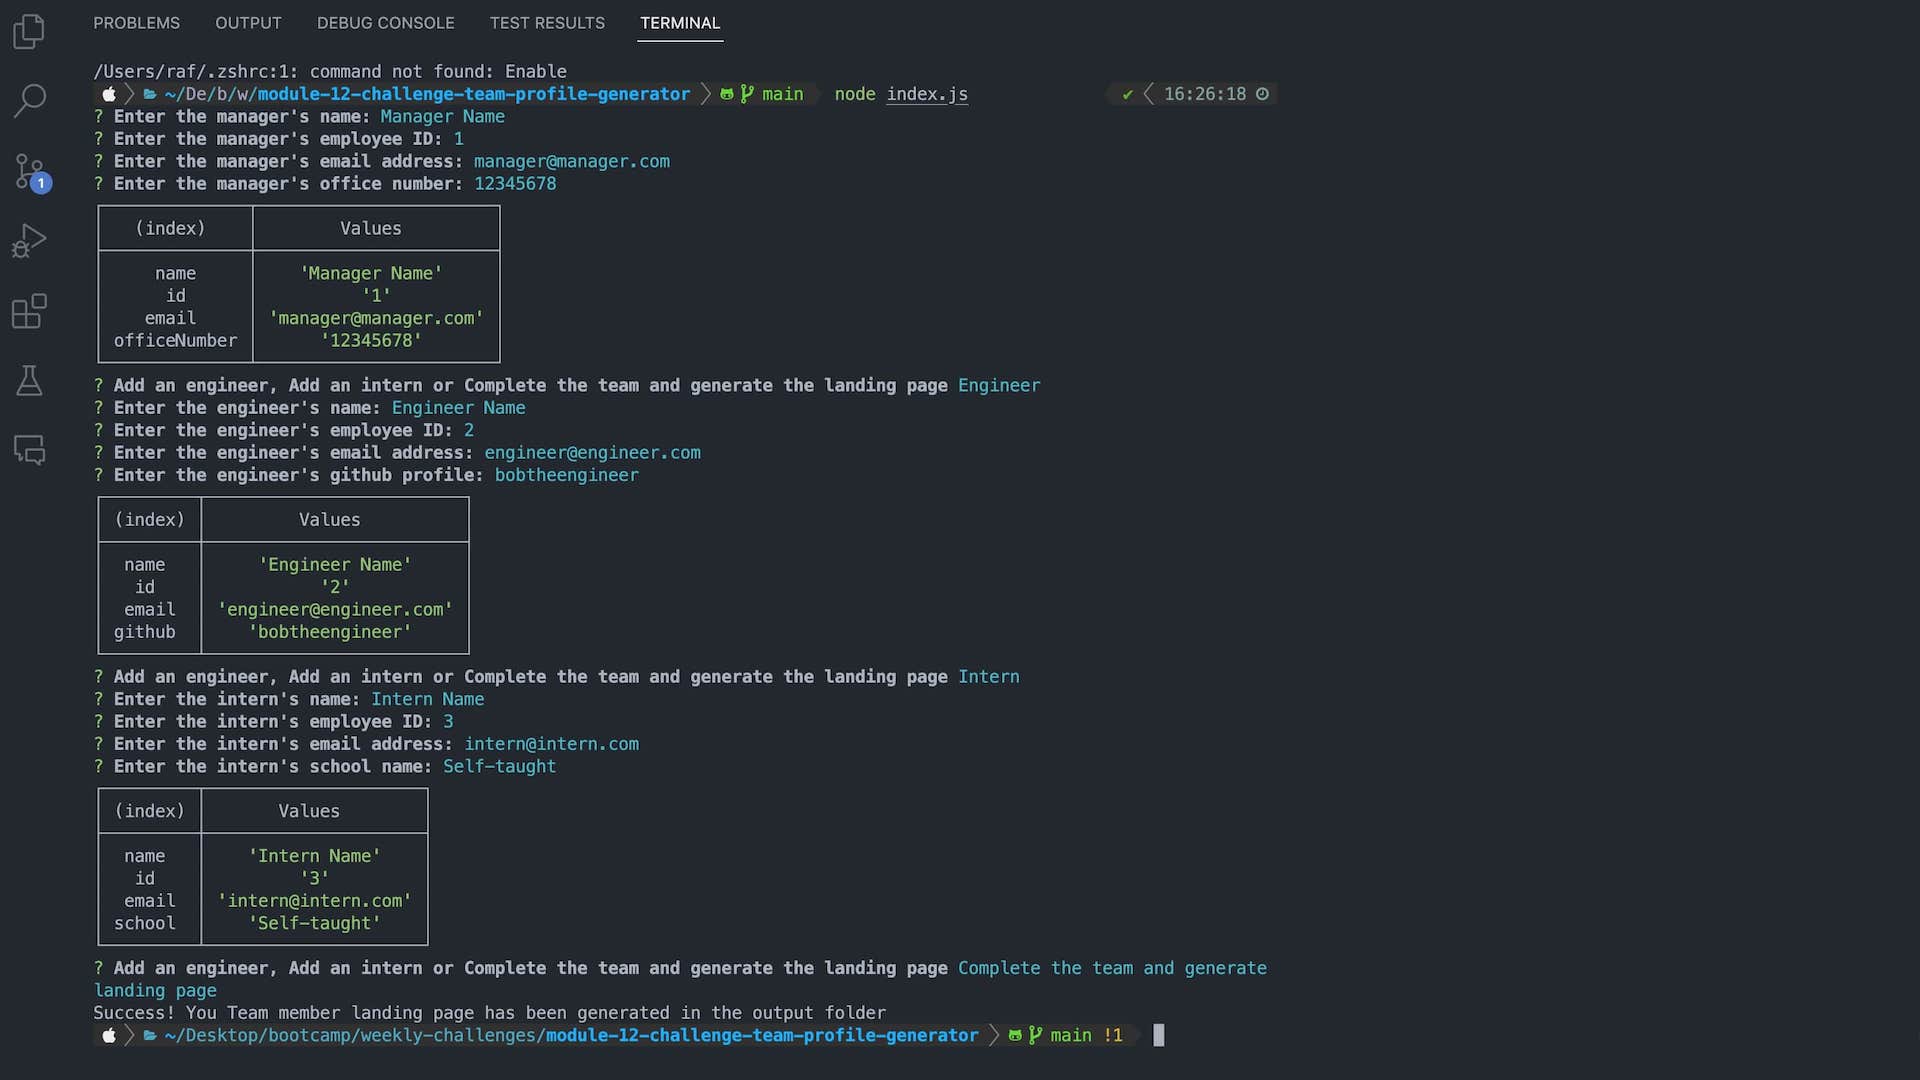 PROBLEMS OUTPUT DEBUG CONSOLE TEST RESULTS TERMINAL
/Users/raf/.zshrc:1: command not found: Enable
~/De/b/w/module-12-challenge-team-profile-generator main node index.js ✔ 16:26:18
? Enter the manager's name: Manager Name
? Enter the manager's employee ID: 1
1
? Enter the manager's email address: manager@manager.com
? Enter the manager's office number: 12345678
(index) Values
name 'Manager Name'
id '1'
email 'manager@manager.com'
officeNumber '12345678'
? Add an engineer, Add an intern or Complete the team and generate the landing page Engineer
? Enter the engineer's name: Engineer Name
? Enter the engineer's employee ID: 2
? Enter the engineer's email address: engineer@engineer.com
? Enter the engineer's github profile: bobtheengineer
(index) Values
name 'Engineer Name'
id '2'
email 'engineer@engineer.com'
github 'bobtheengineer'
? Add an engineer, Add an intern or Complete the team and generate the landing page Intern
? Enter the intern's name: Intern Name
? Enter the intern's employee ID: 3
? Enter the intern's email address: intern@intern.com
? Enter the intern's school name: Self-taught
(index) Values
name 'Intern Name'
id '3'
email 'intern@intern.com'
school 'Self-taught'
? Add an engineer, Add an intern or Complete the team and generate the landing page Complete the team and generate
landing page
Success! You Team member landing page has been generated in the output folder
~/Desktop/bootcamp/weekly-challenges/module-12-challenge-team-profile-generator main !1